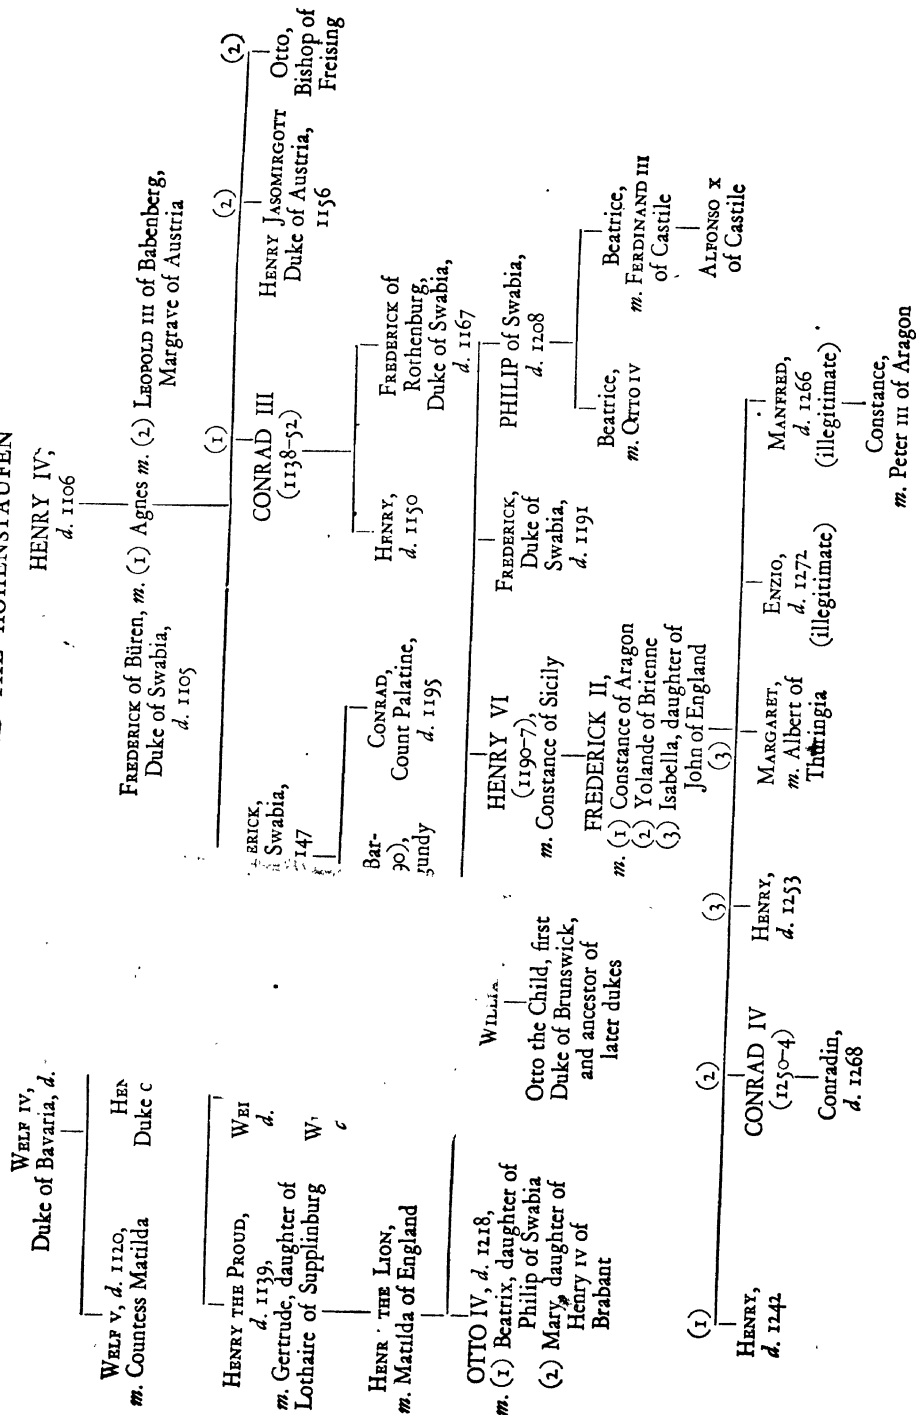 THE HOHENSTAUFEN
WELF IV,
Duke of Bavaria, d.
WELF V, d. 1120,
m. Countess Matilda
Duke
HENRY THE PROUD,
d. 1139,
m. Gertrude, daughter of
Lothaire of Supplinburg
d.
THE LION,
m. Matilda of England
OTTO IV, d. 1218,
m. (1) Beatrix, daughter of
Philip of Swabia
(2) Mary, daughter of
Henry IV of
Brabant
Otto the Child, first
Duke of Brunswick,
and ancestor of
later dukes
HENRY IV,
d. 1106
FREDERICK of Büren, m. (1) Agnes m. (2) LEOPOLD III of Babenberg,
Duke of Swabia,
d. 1105
Margrave of Austria
Swabia,
(1)
CONRAD III
(1138-52)
(2)
HENRY JASOMIRGOTT
Duke of Austria,
1156
(2)
Otto,
Bishop of
Freising
CONRAD,
Count Palatine,
d. 1195
HENRY,
d. 1150
FREDERICK of
Rothenburg,
Duke of Swabia,
d. 1167
HENRY VI
(1190-7),
m. Constance of Sicily
FREDERICK,
Duke of
Swabia,
d. 1191
PHILIP of Swabia,
d. 1208
FREDERICK II,
m. (1) Constance of Aragon
(2) Yolande of Brienne
(3) Isabella, daughter of
John of England
Beatrice,
m. OTTO IV
Beatrice,
m. FERDINAND III
of Castile
ALFONSO X
of Castile
(1)
HENRY,
d. 1242
(2)
CONRAD IV
(1250-4)
Conradin,
d. 1268
(3)
HENRY,
d. 1253
(3)
MARGARET,
m. Albert of
Thuringia
ENZIO,
d. 1272
(illegitimate)
MANFRED,
d. 1266
(illegitimate)
Constance,
m. Peter III of Aragon